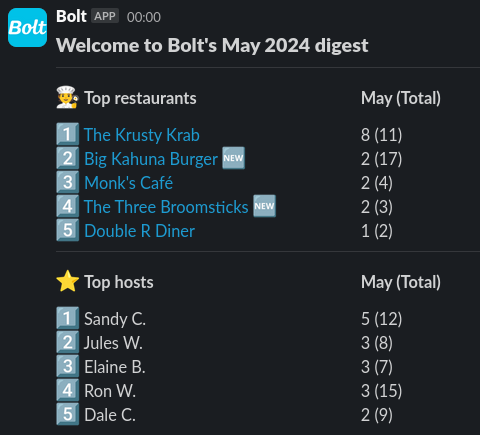 Bolt
Bolt APP 00:00
Welcome to Bolt's May 2024 digest
Top restaurants May (Total)
1 The Krusty Krab 8 (11)
2 Big Kahuna Burger NEW 2 (17)
3 Monk's Café 2 (4)
4 The Three Broomsticks NEW 2 (3)
5 Double R Diner 1 (2)
Top hosts May (Total)
1 Sandy C. 5 (12)
2 Jules W. 3 (8)
3 Elaine B. 3 (7)
4 Ron W. 3 (15)
5 Dale C. 2 (9)